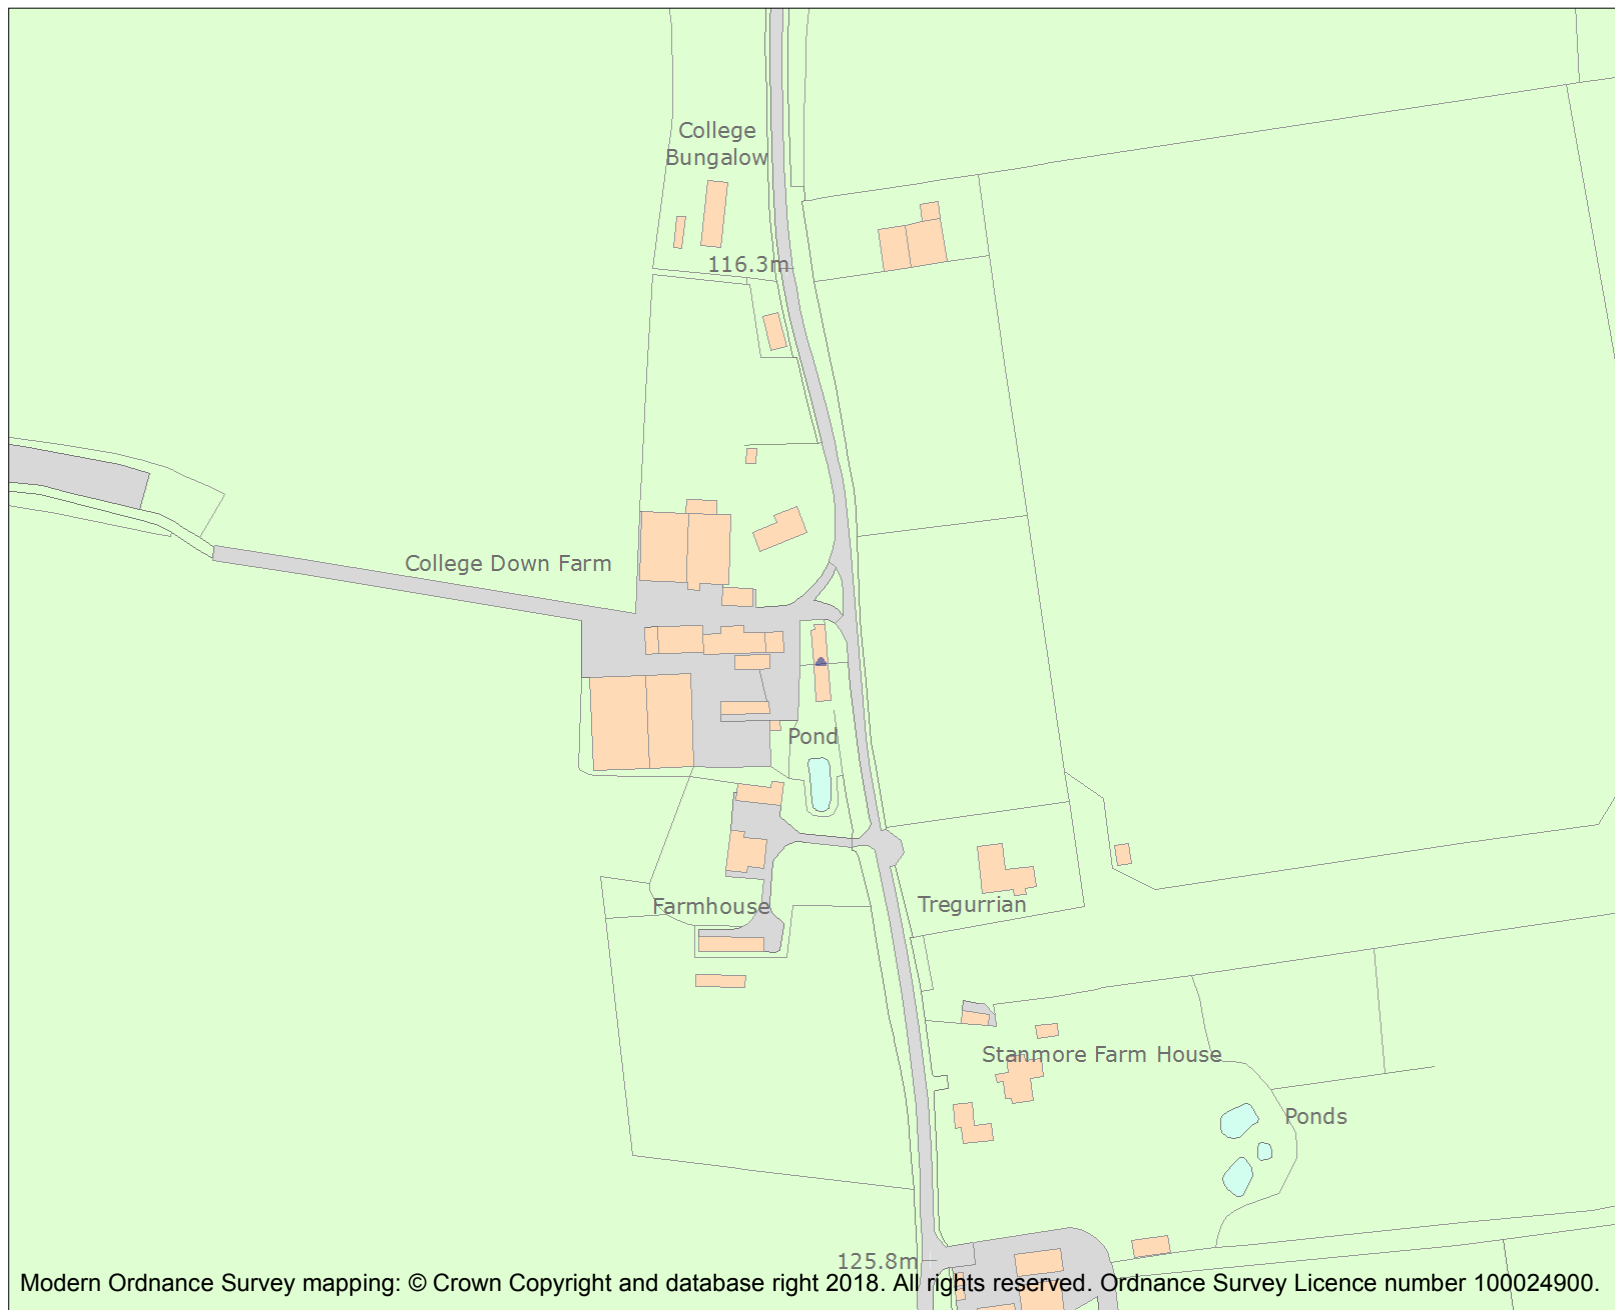 College
Bungalow
116.3m
College Down Farm
Pond
Farmhouse
Tregurrian
Stanmore Farm House
Ponds
125.8m
Modern Ordnance Survey mapping: © Crown Copyright and database right 2018. All rights reserved. Ordnance Survey Licence number 100024900.